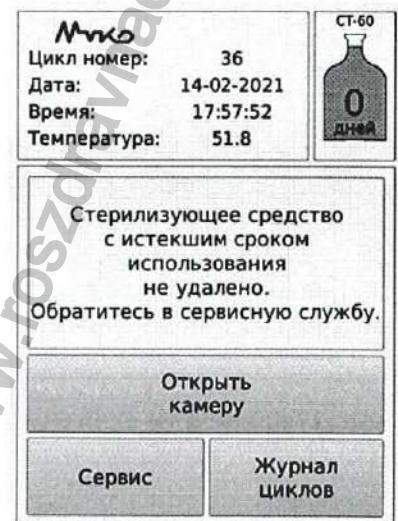 СТ-60
Цикл номер: 36
Дата: 14-02-2021
Время: 17:57:52
Температура: 51.8
0
дней
Стерилизующее средство
с истекшим сроком
использования
не удалено.
Обратитесь в сервисную службу.
Открыть
камеру
Сервис
Журнал
циклов